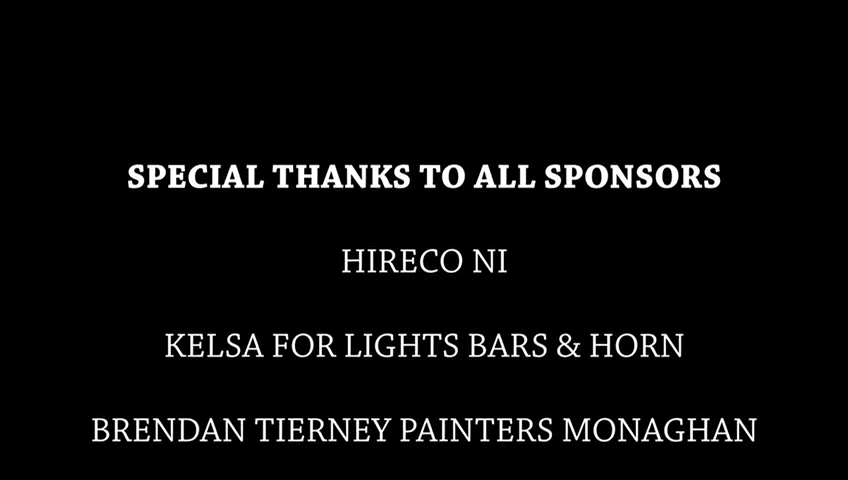 SPECIAL THANKS TO ALL SPONSORS
HIRECO NI
KELSA FOR LIGHTS BARS & HORN
BRENDAN TIERNEY PAINTERS MONAGHAN